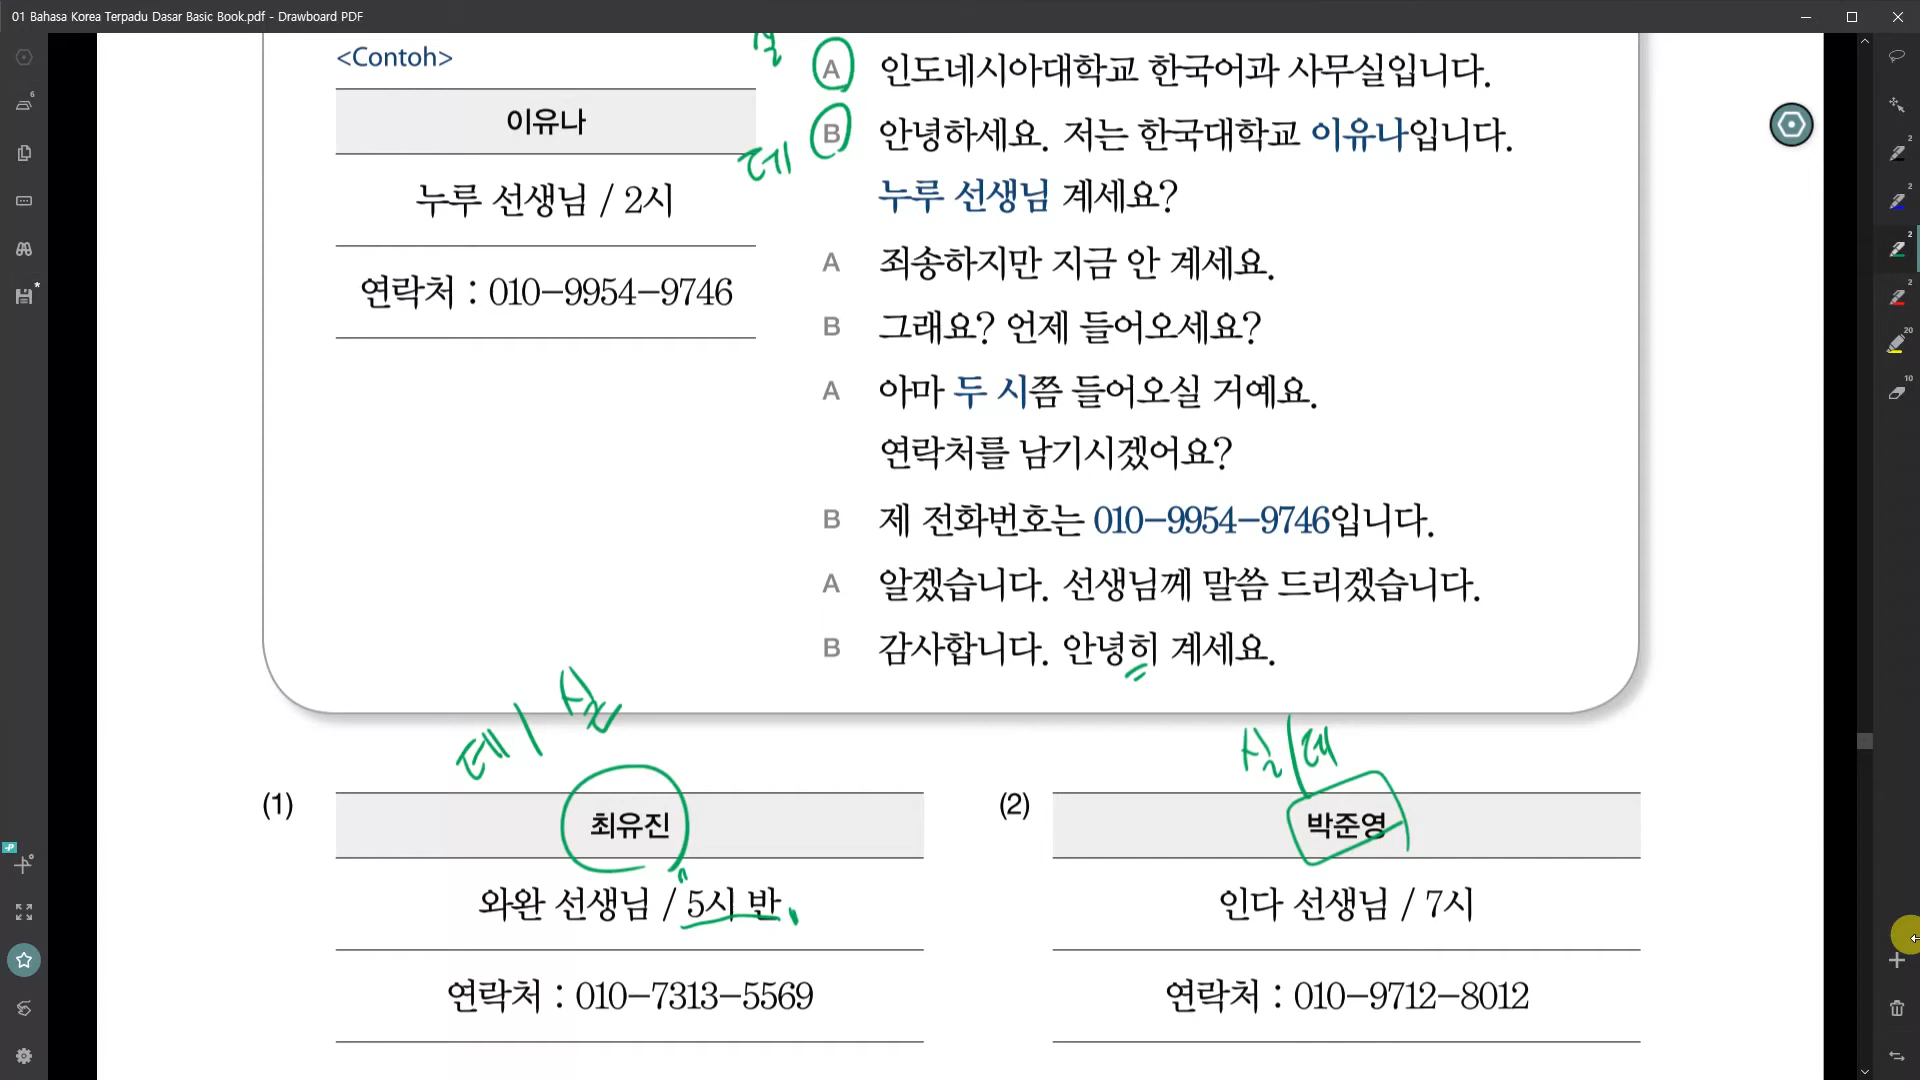 01 Bahasa Korea Terpadu Dasar Basic Book.pdf - Drawboard PDF
<Contoh>
이유나
누루 선생님 / 2시
연락처 : 010-9954-9746
A 인도네시아대학교 한국어과 사무실입니다.
B 안녕하세요. 저는 한국대학교 이유나입니다.
누루 선생님 계세요?
A 죄송하지만 지금 안 계세요.
B 그래요? 언제 들어오세요?
A 아마 두 시쯤 들어오실 거예요.
연락처를 남기시겠어요?
B 제 전화번호는 010-9954-9746입니다.
A 알겠습니다. 선생님께 말씀 드리겠습니다.
B 감사합니다. 안녕히 계세요.
데 / 실
(1)
최유진
와완 선생님 / 5시 반
연락처 : 010-7313-5569
실 / 데
(2)
박준영
인다 선생님 / 7시
연락처 : 010-9712-8012
6
2
2
2
2
20
10